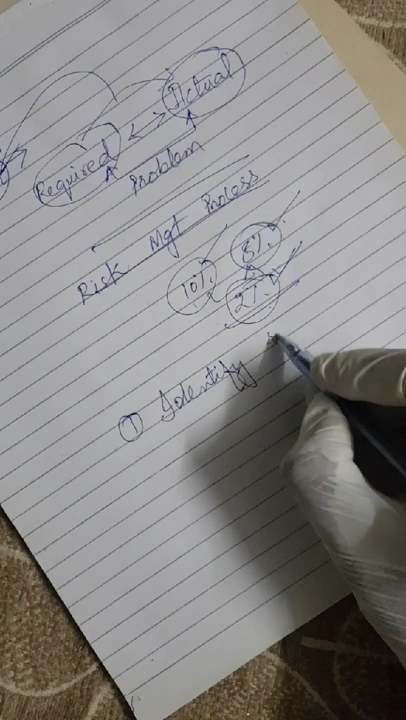 Required <> Actual
Problem
Risk Mgt Process
10% 8%
2%
① Identify